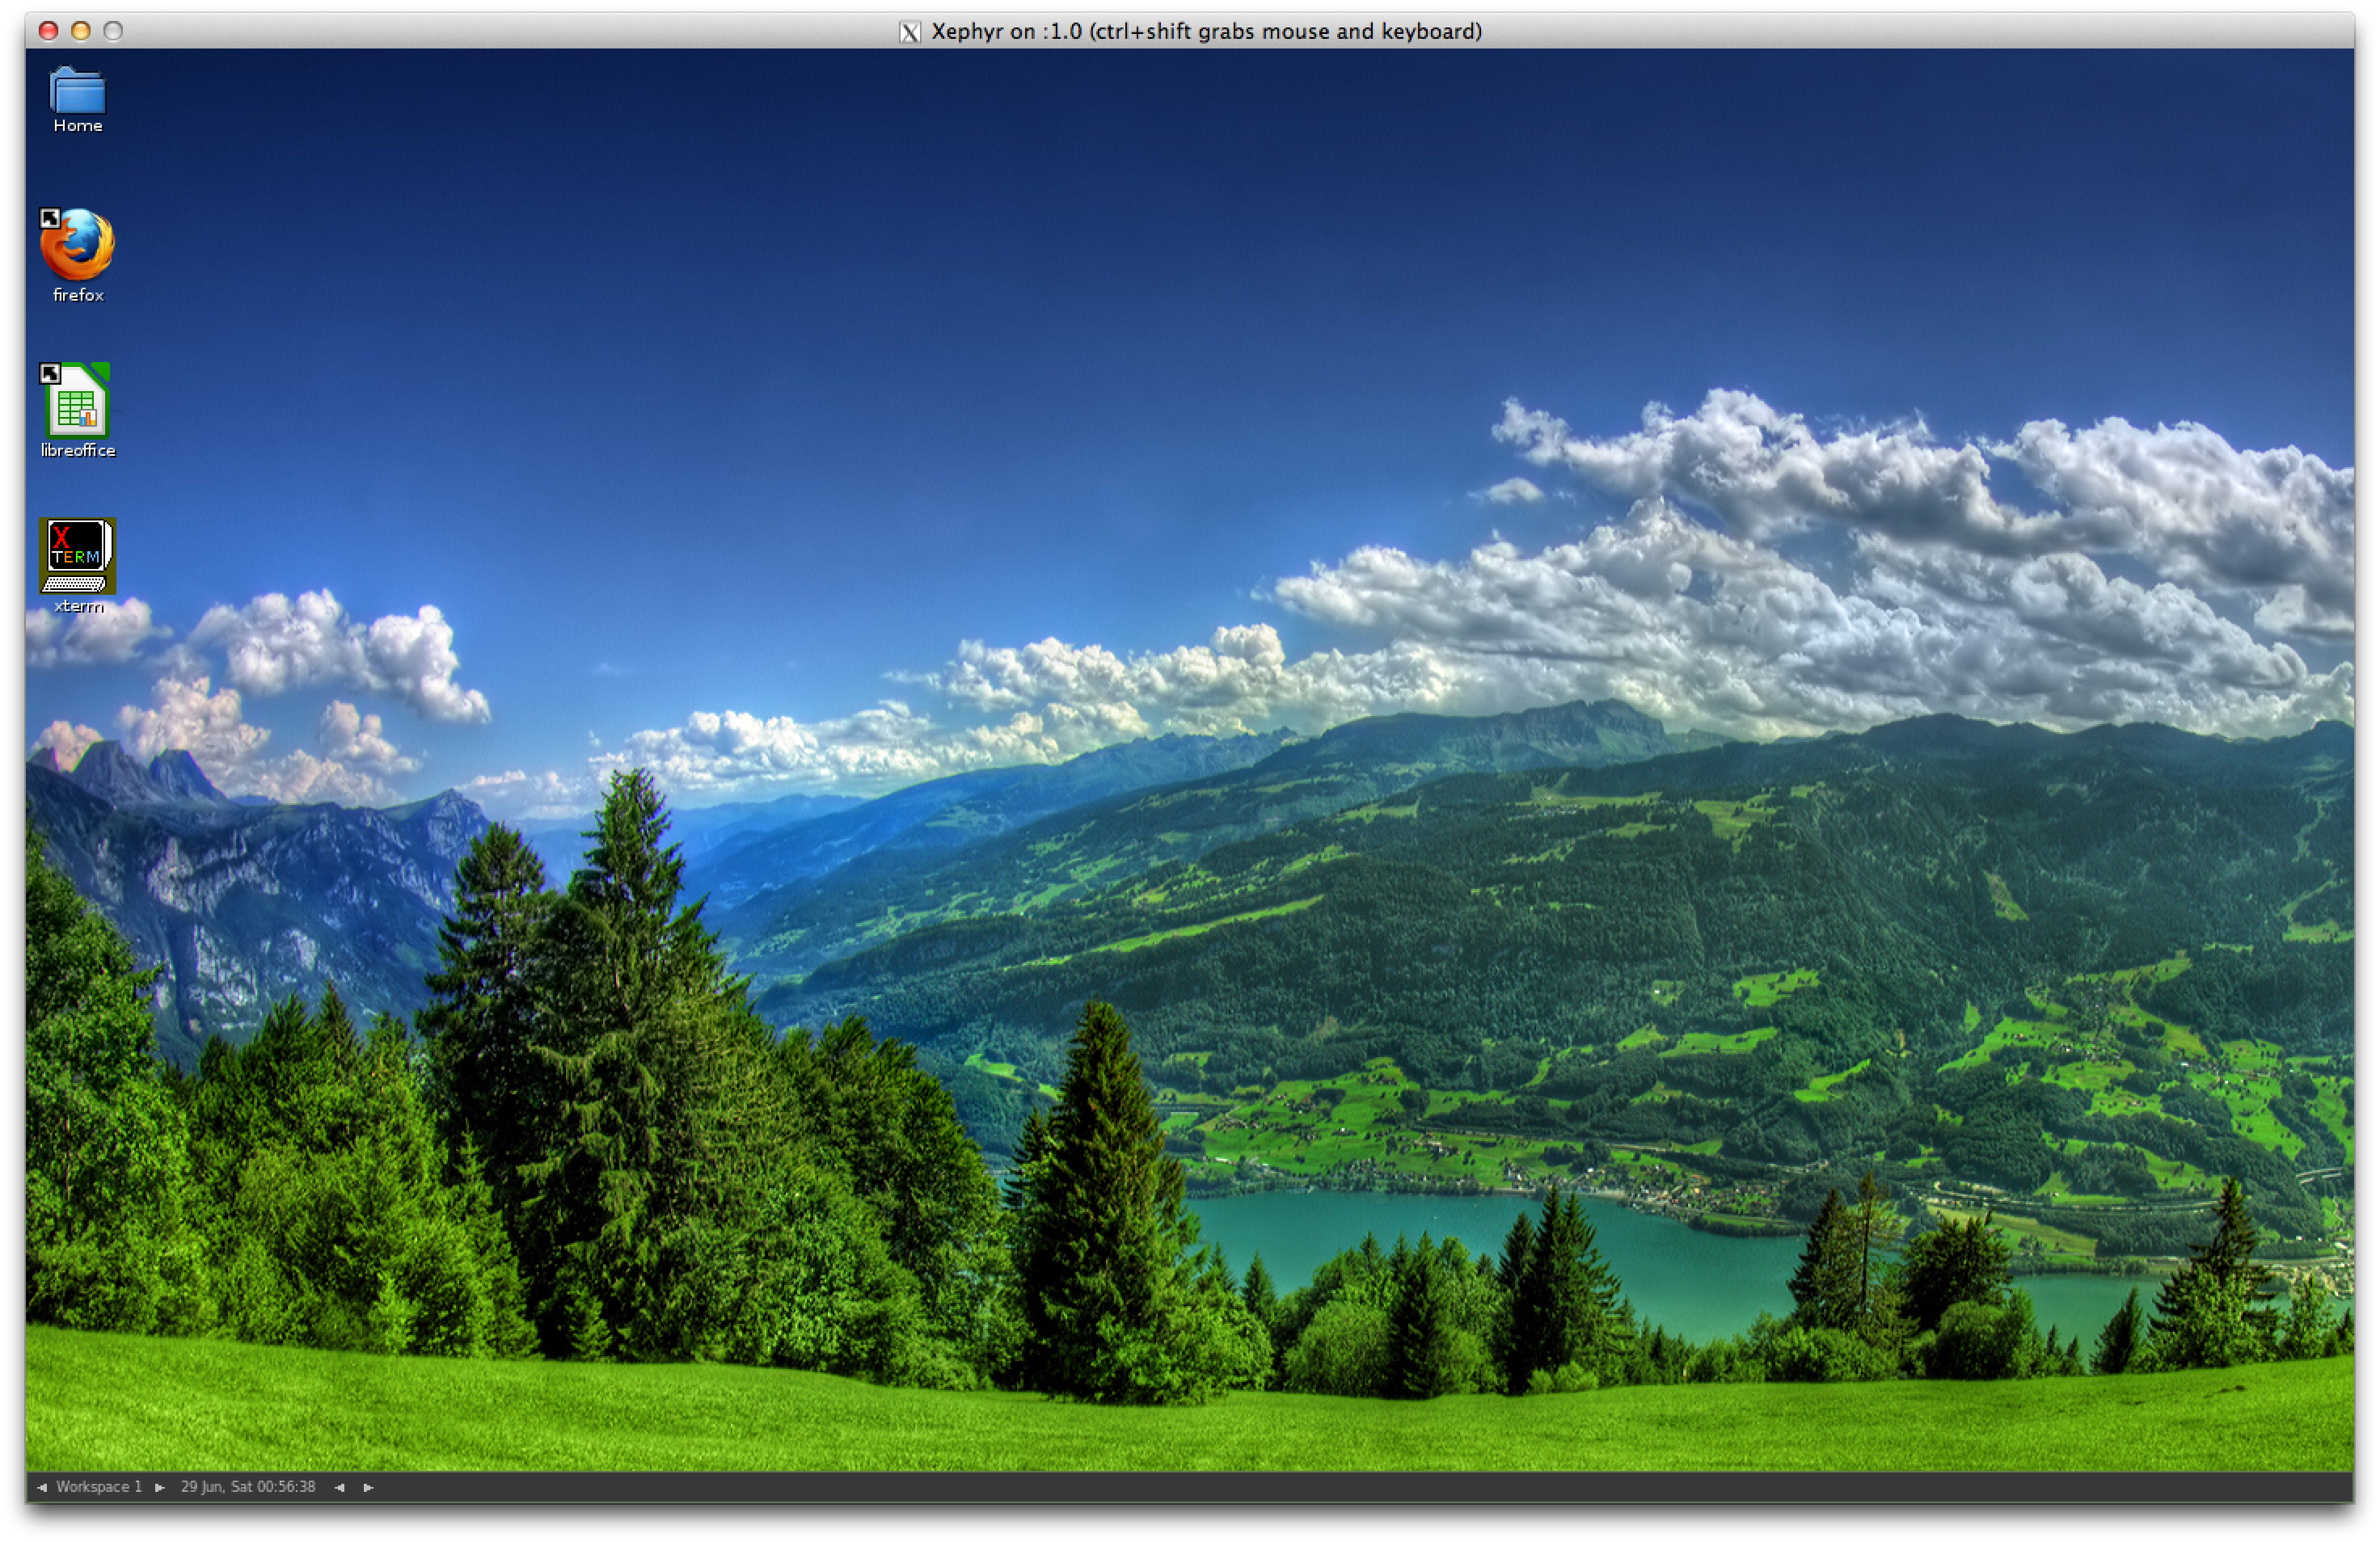 Xephyr on :1.0 (ctrl+shift grabs mouse and keyboard)
Home
firefox
libreoffice
X
TERM
xterm
Workspace 1 29 Jun, Sat 00:56:38